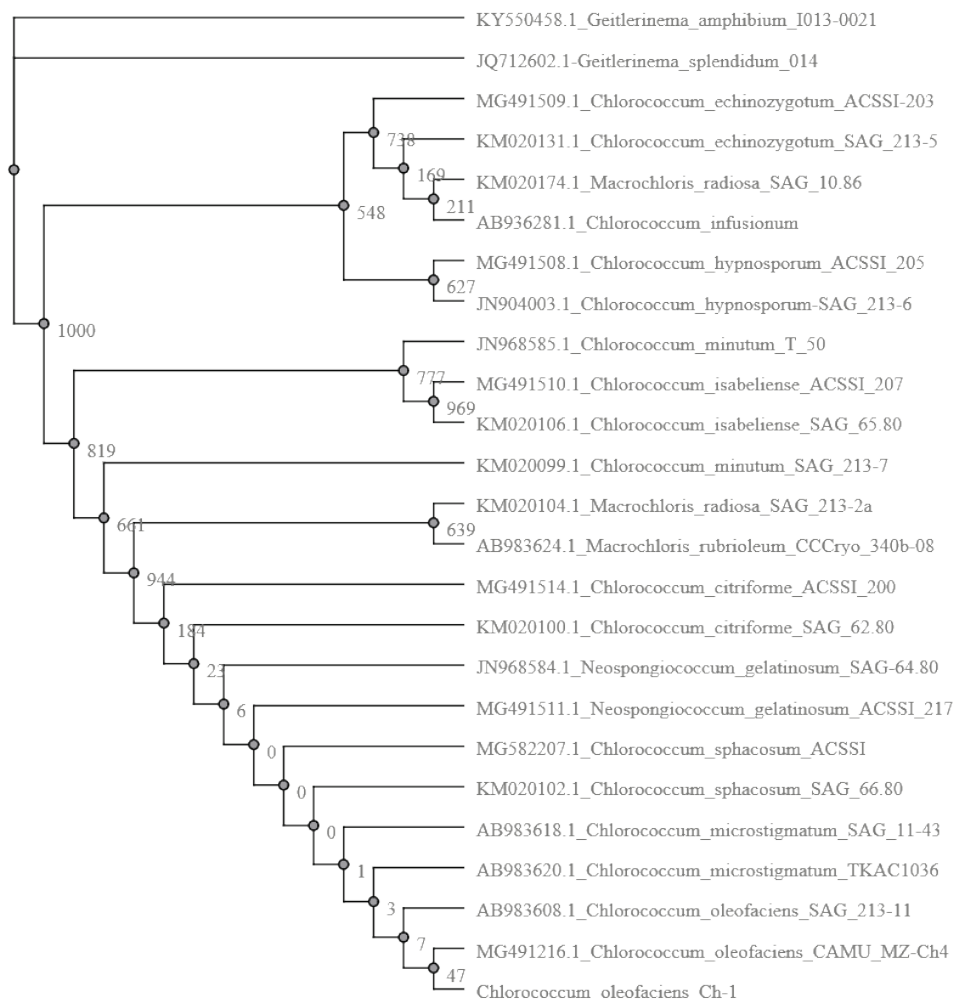 KY550458.1_Geitlerinema_amphibium_I013-0021
JQ712602.1-Geitlerinema_splendidum_014
MG491509.1_Chlorococcum_echinozygotum_ACSSI-203
738
KM020131.1_Chlorococcum_echinozygotum_SAG_213-5
169
KM020174.1_Macrochloris_radiosa_SAG_10.86
211
548
AB936281.1_Chlorococcum_infusionum
MG491508.1_Chlorococcum_hypnosporum_ACSSI_205
627
JN904003.1_Chlorococcum_hypnosporum-SAG_213-6
1000
JN968585.1_Chlorococcum_minutum_T_50
777
MG491510.1_Chlorococcum_isabeliense_ACSSI_207
969
KM020106.1_Chlorococcum_isabeliense_SAG_65.80
819
KM020099.1_Chlorococcum_minutum_SAG_213-7
661
KM020104.1_Macrochloris_radiosa_SAG_213-2a
639
AB983624.1_Macrochloris_rubrioleum_CCCryo_340b-08
944
MG491514.1_Chlorococcum_citriforme_ACSSI_200
184
KM020100.1_Chlorococcum_citriforme_SAG_62.80
23
JN968584.1_Neospongiococcum_gelatinosum_SAG-64.80
6
MG491511.1_Neospongiococcum_gelatinosum_ACSSI_217
0
MG582207.1_Chlorococcum_sphacosum_ACSSI
0
KM020102.1_Chlorococcum_sphacosum_SAG_66.80
0
AB983618.1_Chlorococcum_microstigmatum_SAG_11-43
1
AB983620.1_Chlorococcum_microstigmatum_TKAC1036
3
AB983608.1_Chlorococcum_oleofaciens_SAG_213-11
7
MG491216.1_Chlorococcum_oleofaciens_CAMU_MZ-Ch4
47
Chlorococcum_oleofaciens_Ch-1